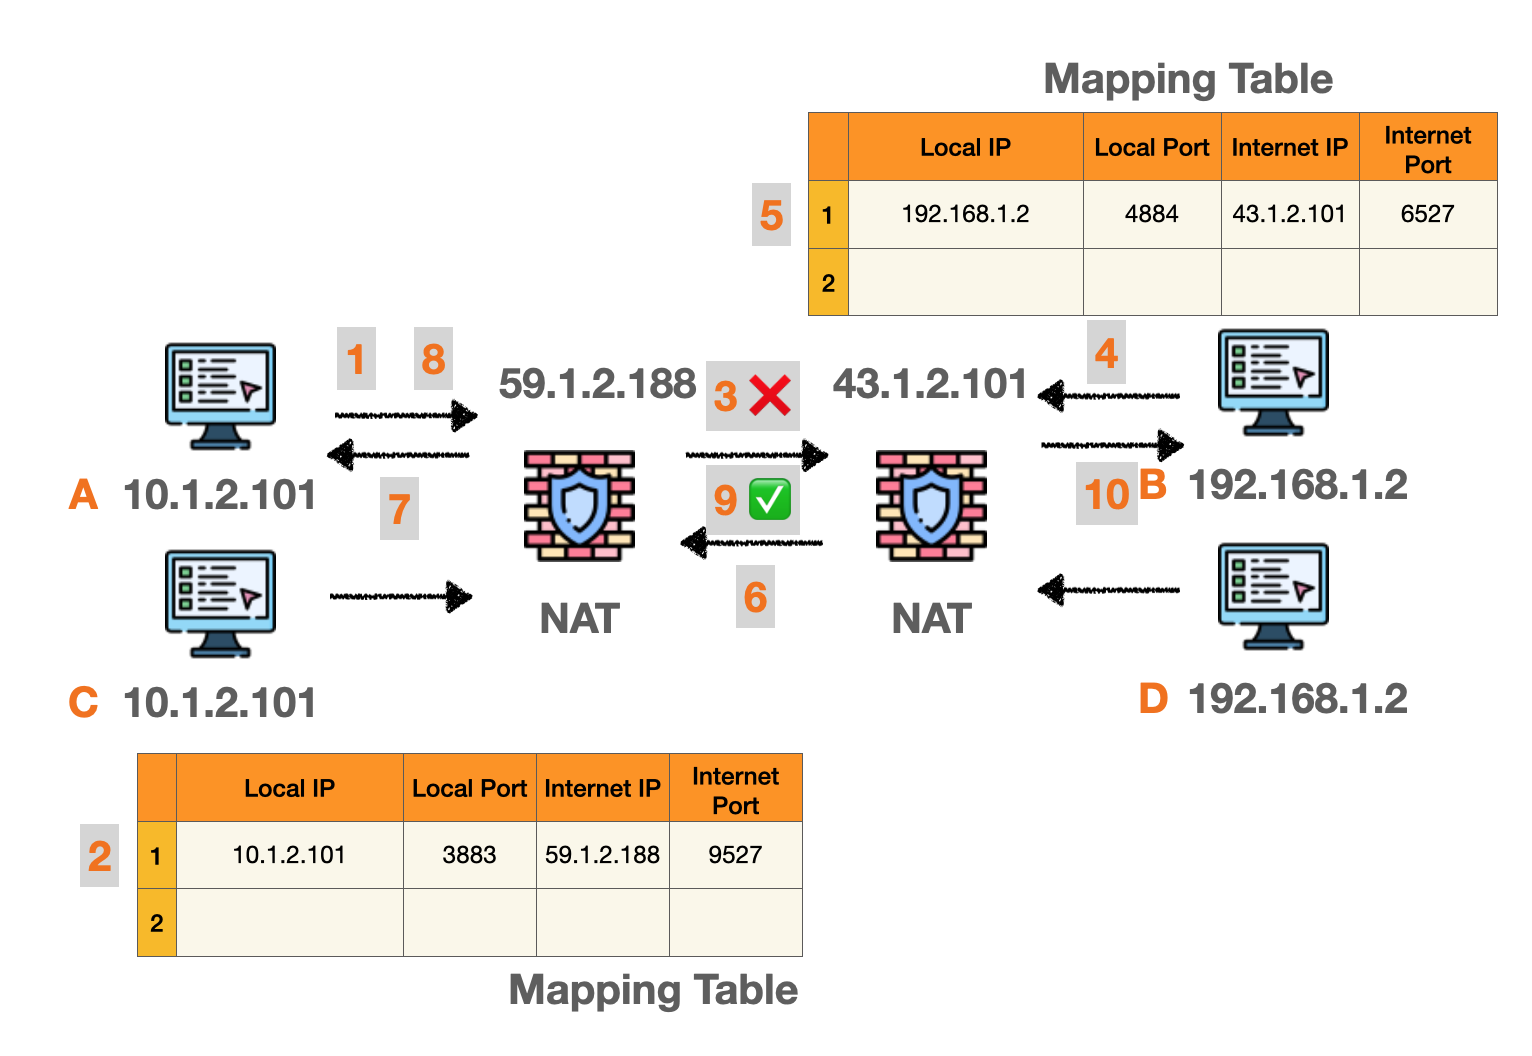 Mapping Table
Local IP Local Port Internet IP Internet Port
5 1 192.168.1.2 4884 43.1.2.101 6527
2
1 8 4
59.1.2.188 3 ❌ 43.1.2.101
9 ✅
A 10.1.2.101 7 10 B 192.168.1.2
6
NAT NAT
C 10.1.2.101 D 192.168.1.2
Local IP Local Port Internet IP Internet Port
2 1 10.1.2.101 3883 59.1.2.188 9527
2
Mapping Table